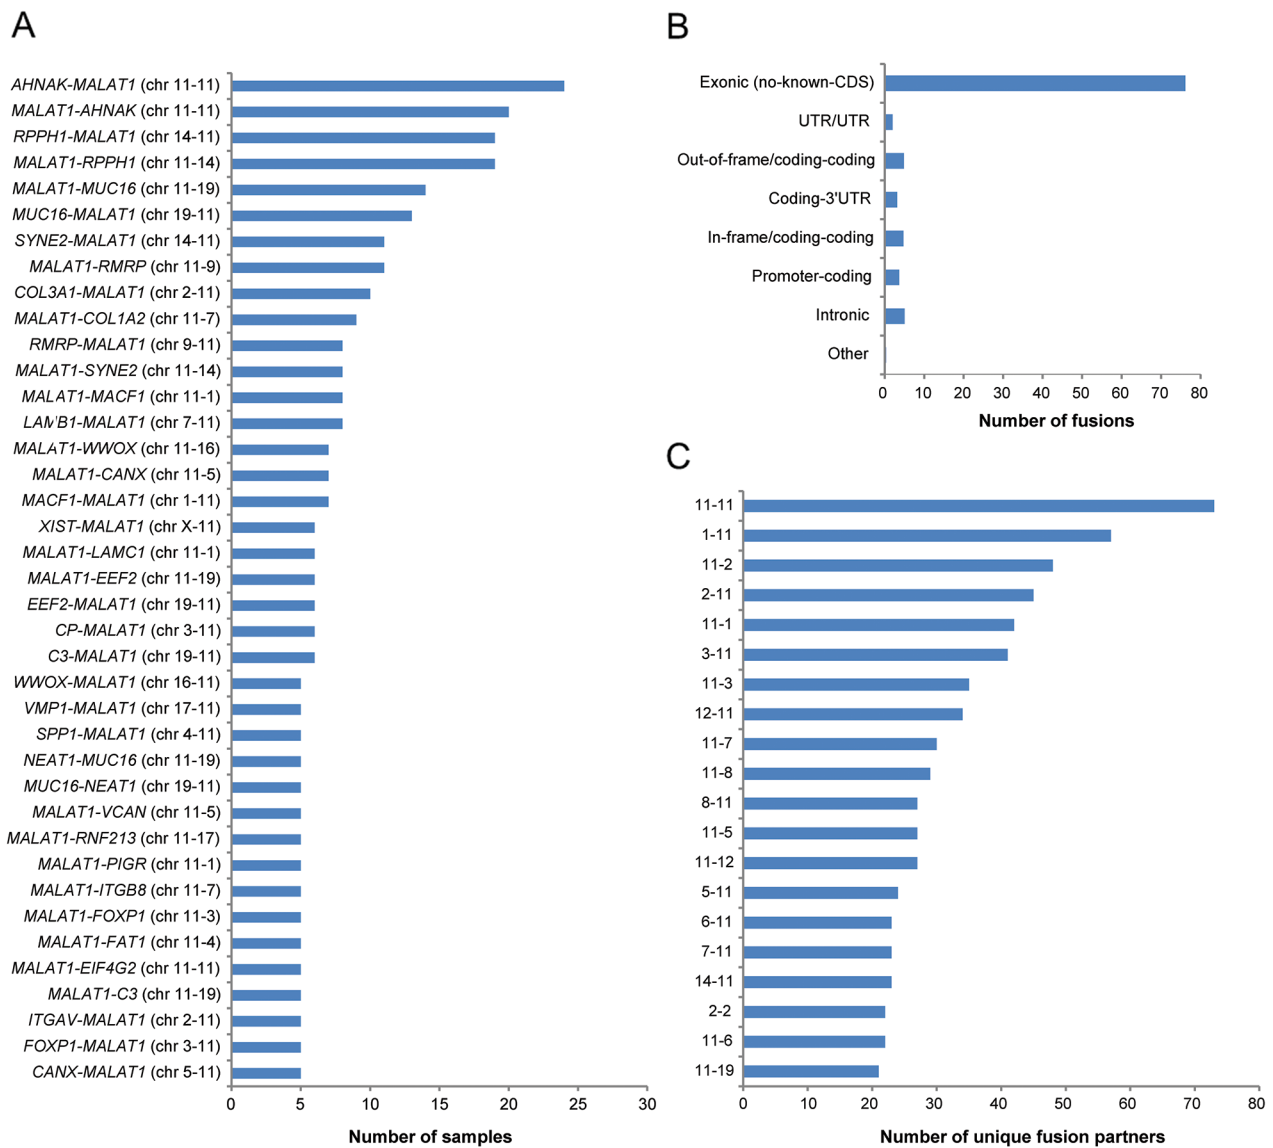 A
AHNAK-MALAT1 (chr 11-11)
MALAT1-AHNAK (chr 11-11)
RPPH1-MALAT1 (chr 14-11)
MALAT1-RPPH1 (chr 11-14)
MALAT1-MUC16 (chr 11-19)
MUC16-MALAT1 (chr 19-11)
SYNE2-MALAT1 (chr 14-11)
MALAT1-RMRP (chr 11-9)
COL3A1-MALAT1 (chr 2-11)
MALAT1-COL1A2 (chr 11-7)
RMRP-MALAT1 (chr 9-11)
MALAT1-SYNE2 (chr 11-14)
MALAT1-MACF1 (chr 11-1)
LAMB1-MALAT1 (chr 7-11)
MALAT1-WWOX (chr 11-16)
MALAT1-CANX (chr 11-5)
MACF1-MALAT1 (chr 1-11)
XIST-MALAT1 (chr X-11)
MALAT1-LAMC1 (chr 11-1)
MALAT1-EEF2 (chr 11-19)
EEF2-MALAT1 (chr 19-11)
CP-MALAT1 (chr 3-11)
C3-MALAT1 (chr 19-11)
WWOX-MALAT1 (chr 16-11)
VMP1-MALAT1 (chr 17-11)
SPP1-MALAT1 (chr 4-11)
NEAT1-MUC16 (chr 11-19)
MUC16-NEAT1 (chr 19-11)
MALAT1-VCAN (chr 11-5)
MALAT1-RNF213 (chr 11-17)
MALAT1-PIGR (chr 11-1)
MALAT1-ITGB8 (chr 11-7)
MALAT1-FOXP1 (chr 11-3)
MALAT1-FAT1 (chr 11-4)
MALAT1-EIF4G2 (chr 11-11)
MALAT1-C3 (chr 11-19)
ITGAV-MALAT1 (chr 2-11)
FOXP1-MALAT1 (chr 3-11)
CANX-MALAT1 (chr 5-11)
0 5 10 15 20 25 30
Number of samples
B
Exonic (no-known-CDS)
UTR/UTR
Out-of-frame/coding-coding
Coding-3'UTR
In-frame/coding-coding
Promoter-coding
Intronic
Other
0 10 20 30 40 50 60 70 80
Number of fusions
C
11-11
1-11
11-2
2-11
11-1
3-11
11-3
12-11
11-7
11-8
8-11
11-5
11-12
5-11
6-11
7-11
14-11
2-2
11-6
11-19
0 10 20 30 40 50 60 70 80
Number of unique fusion partners